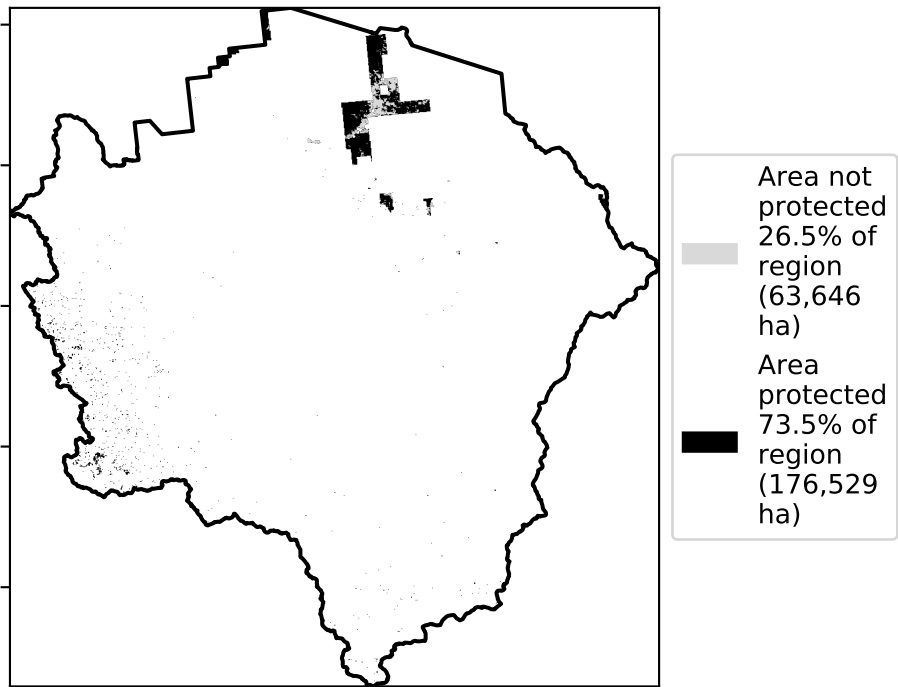 Area not
protected
26.5% of
region
(63,646
ha)
Area
protected
73.5% of
region
(176,529
ha)